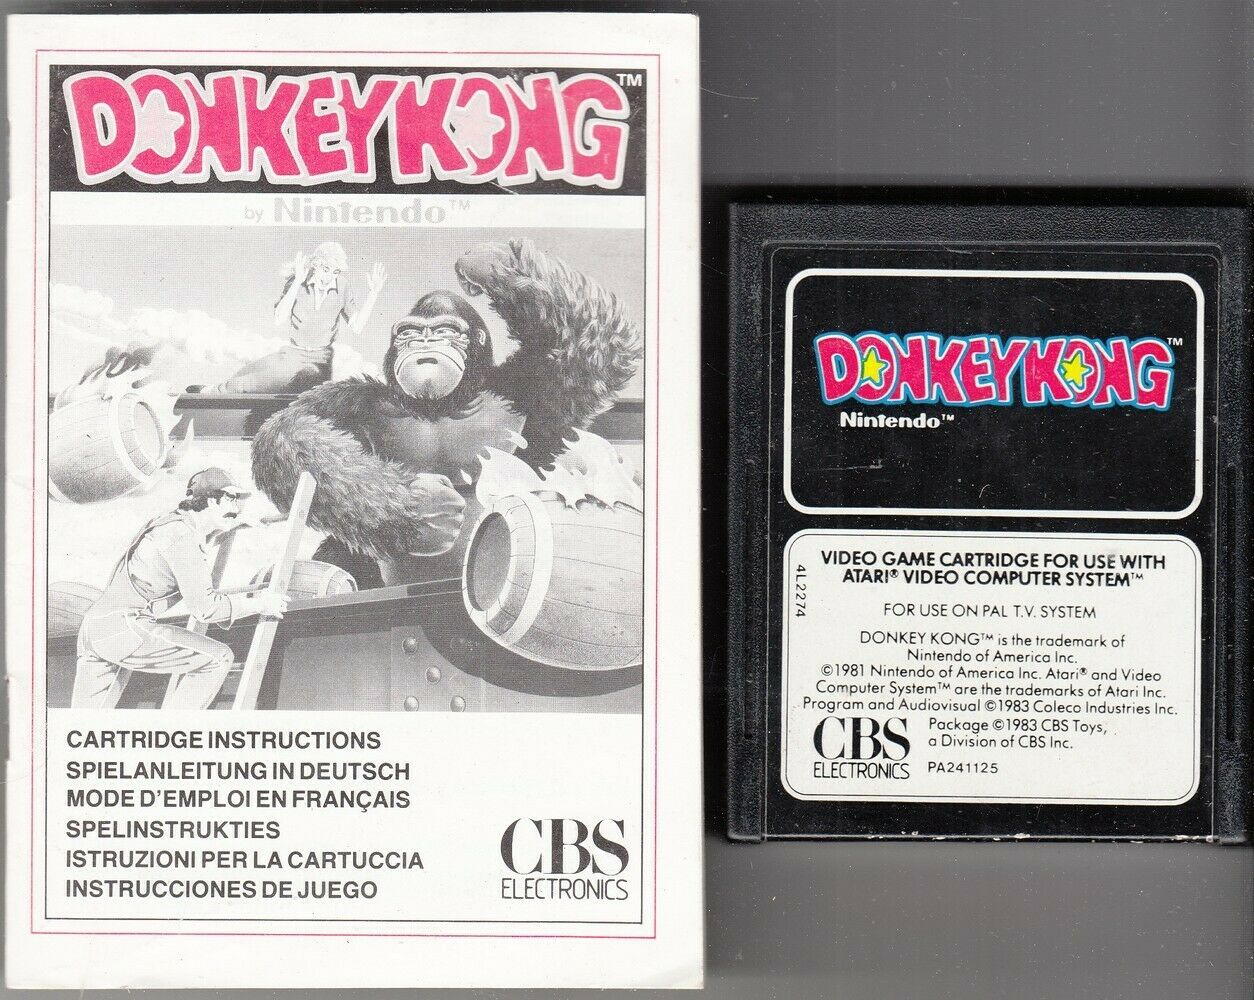 DONKEY KONG™
by Nintendo™
CARTRIDGE INSTRUCTIONS
SPIELANLEITUNG IN DEUTSCH
MODE D'EMPLOI EN FRANÇAIS
SPELINSTRUKTIES
ISTRUZIONI PER LA CARTUCCIA
INSTRUCCIONES DE JUEGO
CBS
ELECTRONICS
DONKEY KONG™
Nintendo™
VIDEO GAME CARTRIDGE FOR USE WITH
ATARI® VIDEO COMPUTER SYSTEM™
4L2274
FOR USE ON PAL T.V. SYSTEM
DONKEY KONG™ is the trademark of
Nintendo of America Inc.
©1981 Nintendo of America Inc. Atari® and Video
Computer System™ are the trademarks of Atari Inc.
Program and Audiovisual ©1983 Coleco Industries Inc.
CBS
ELECTRONICS
Package ©1983 CBS Toys,
a Division of CBS Inc.
PA241125